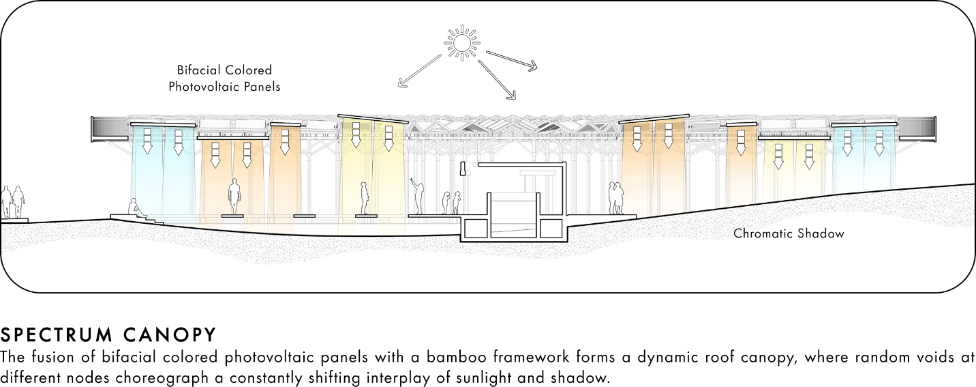 Bifacial Colored
Photovoltaic Panels
Chromatic Shadow
SPECTRUM CANOPY
The fusion of bifacial colored photovoltaic panels with a bamboo framework forms a dynamic roof canopy, where random voids at
different nodes choreograph a constantly shifting interplay of sunlight and shadow.